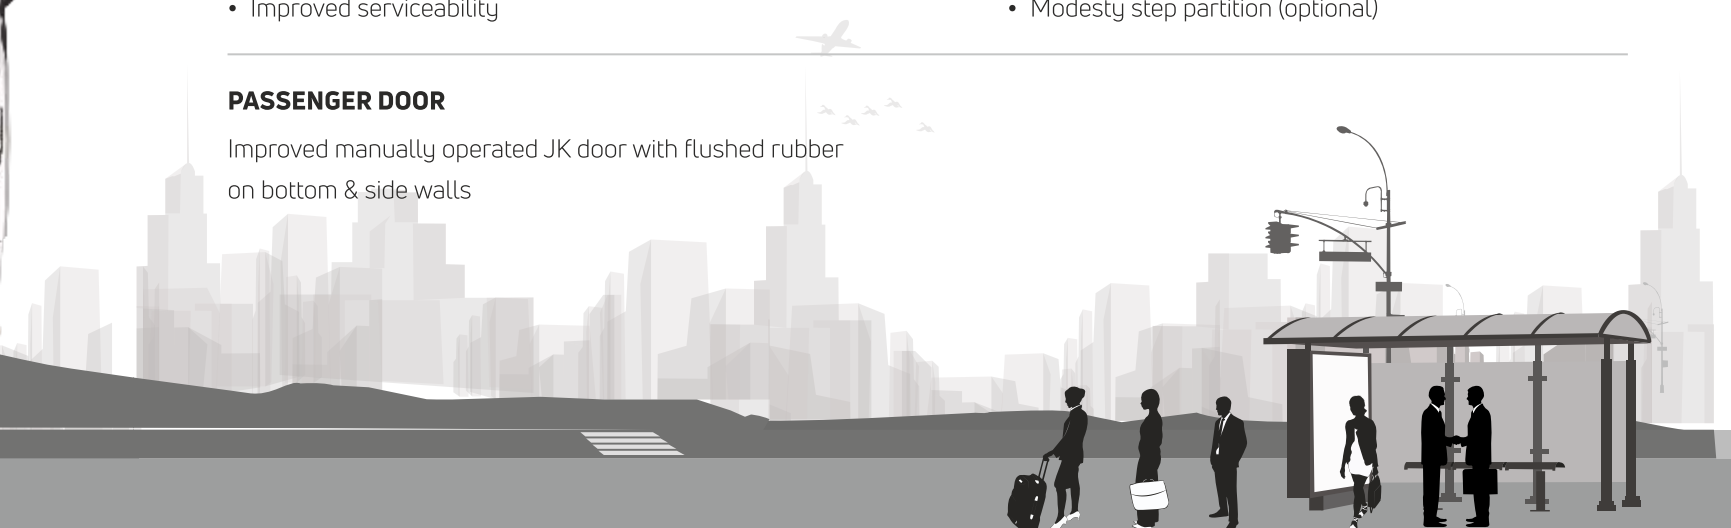 • Improved serviceability
• Modesty step partition (optional)
PASSENGER DOOR
Improved manually operated JK door with flushed rubber
on bottom & side walls